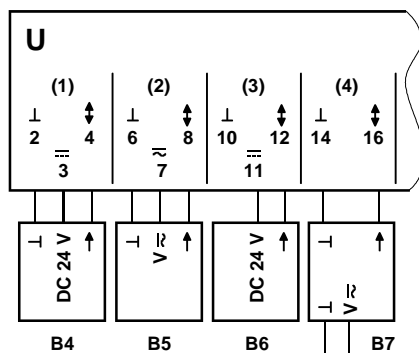 U
(1) (2) (3) (4)
⊥ ↕ ⊥ ↕ ⊥ ↕ ⊥ ↕
2 4 6 8 10 12 14 16
⎓ ≂ ⎓
3 7 11
⊥ DC 24 V ↑
⊥ V ≂ ↑
DC 24 V ↑
⊥ ↑
⊥ V ≂
B4 B5 B6 B7